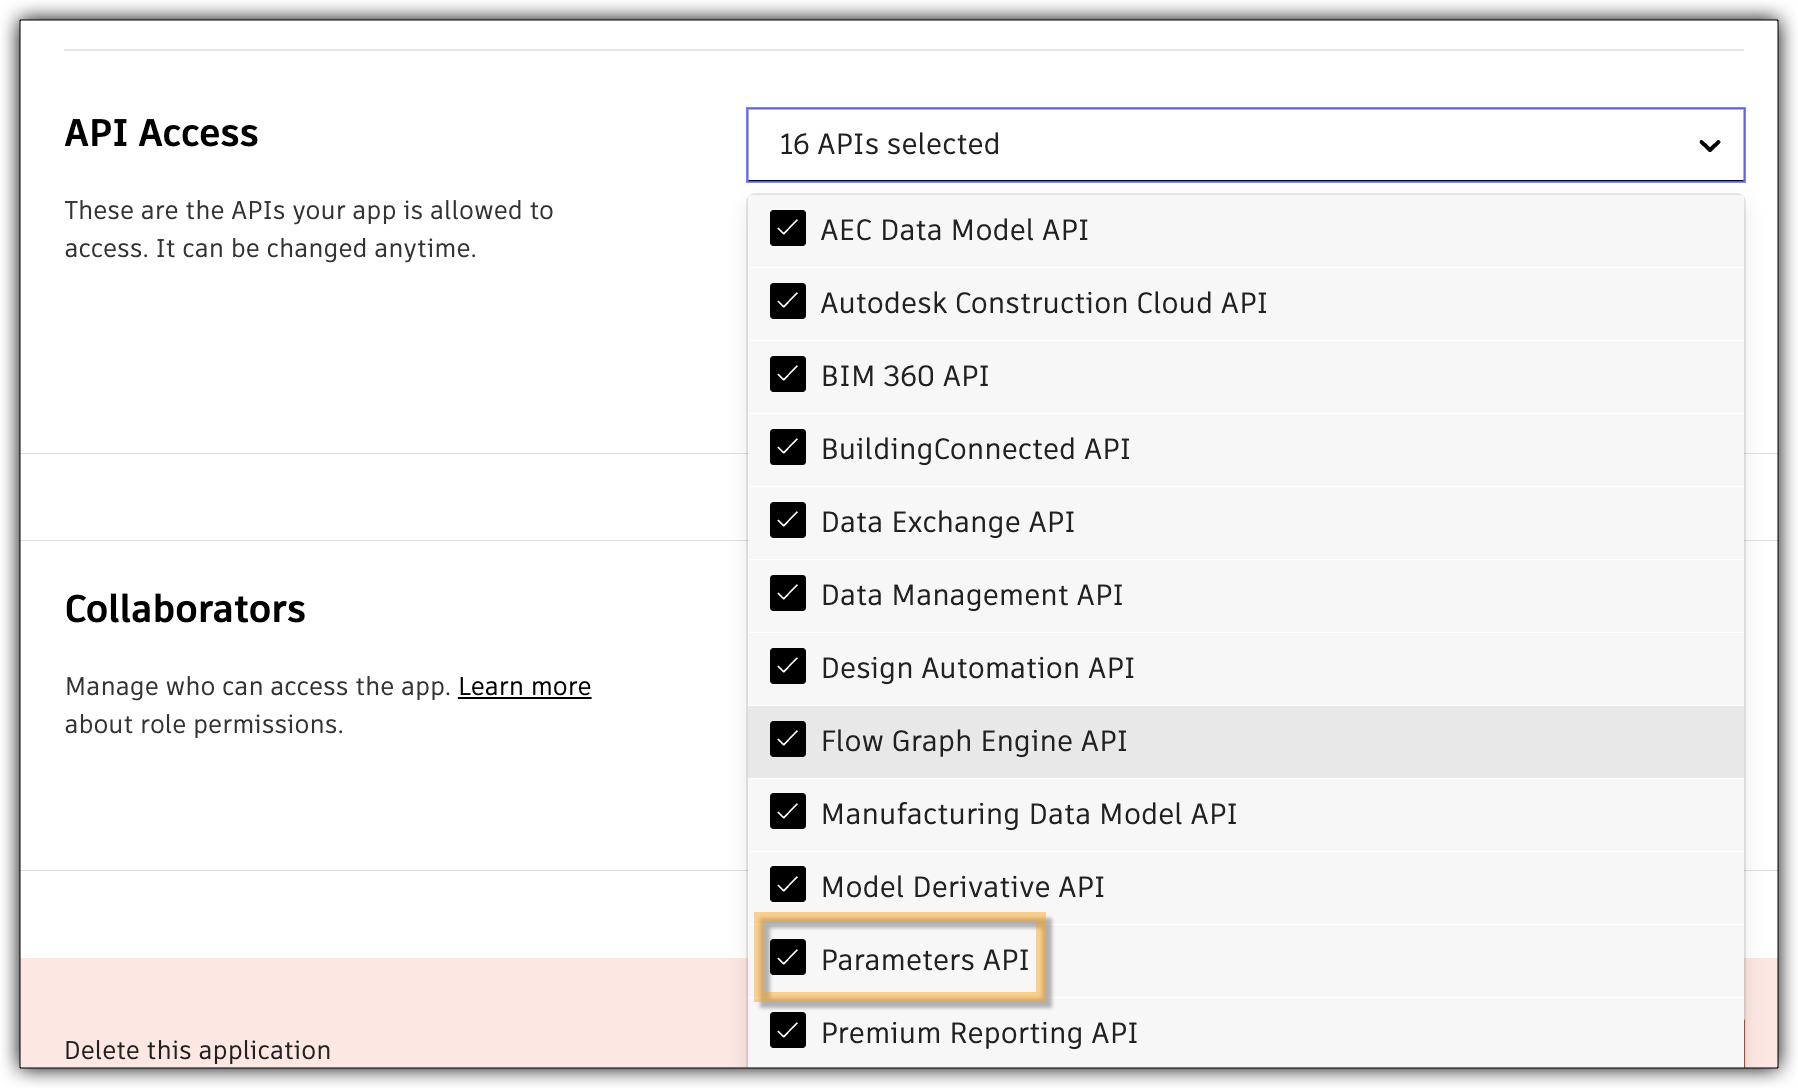 API Access
These are the APIs your app is allowed to
access. It can be changed anytime.
16 APIs selected
AEC Data Model API
Autodesk Construction Cloud API
BIM 360 API
BuildingConnected API
Data Exchange API
Data Management API
Design Automation API
Flow Graph Engine API
Manufacturing Data Model API
Model Derivative API
Parameters API
Premium Reporting API
Collaborators
Manage who can access the app. Learn more
about role permissions.
Delete this application